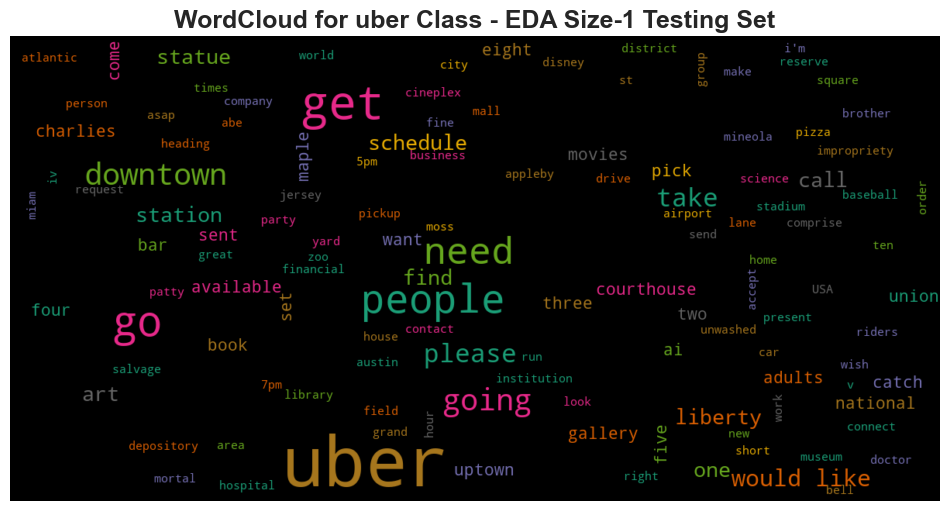 WordCloud for uber Class - EDA Size-1 Testing Set
atlantic
come
statue
world
eight
city
disney
district
st
group
i'm
reserve
make
square
times
company
person
asap
abe
charlies
heading
get
cineplex
mall
fine
schedule
business
5pm
maple
appleby
movies
drive
pick
mineola
pizza
brother
impropriety
science
call
baseball
order
miam
iv
request
downtown
jersey
take
airport
stadium
lane
comprise
send
station
party
pickup
moss
want
yard
sent
bar
great
zoo
financial
need
find
ten
home
accept
USA
union
present
courthouse
available
patty
set
people
three
two
unwashed
riders
four
go
contact
house
book
please
run
ai
car
wish
salvage
austin
institution
adults
v
catch
art
7pm
library
going
look
field
work
national
liberty
connect
grand
hour
gallery
five
new
depository
area
short
museum
doctor
uber
uptown
mortal
hospital
right
one
would like
bell